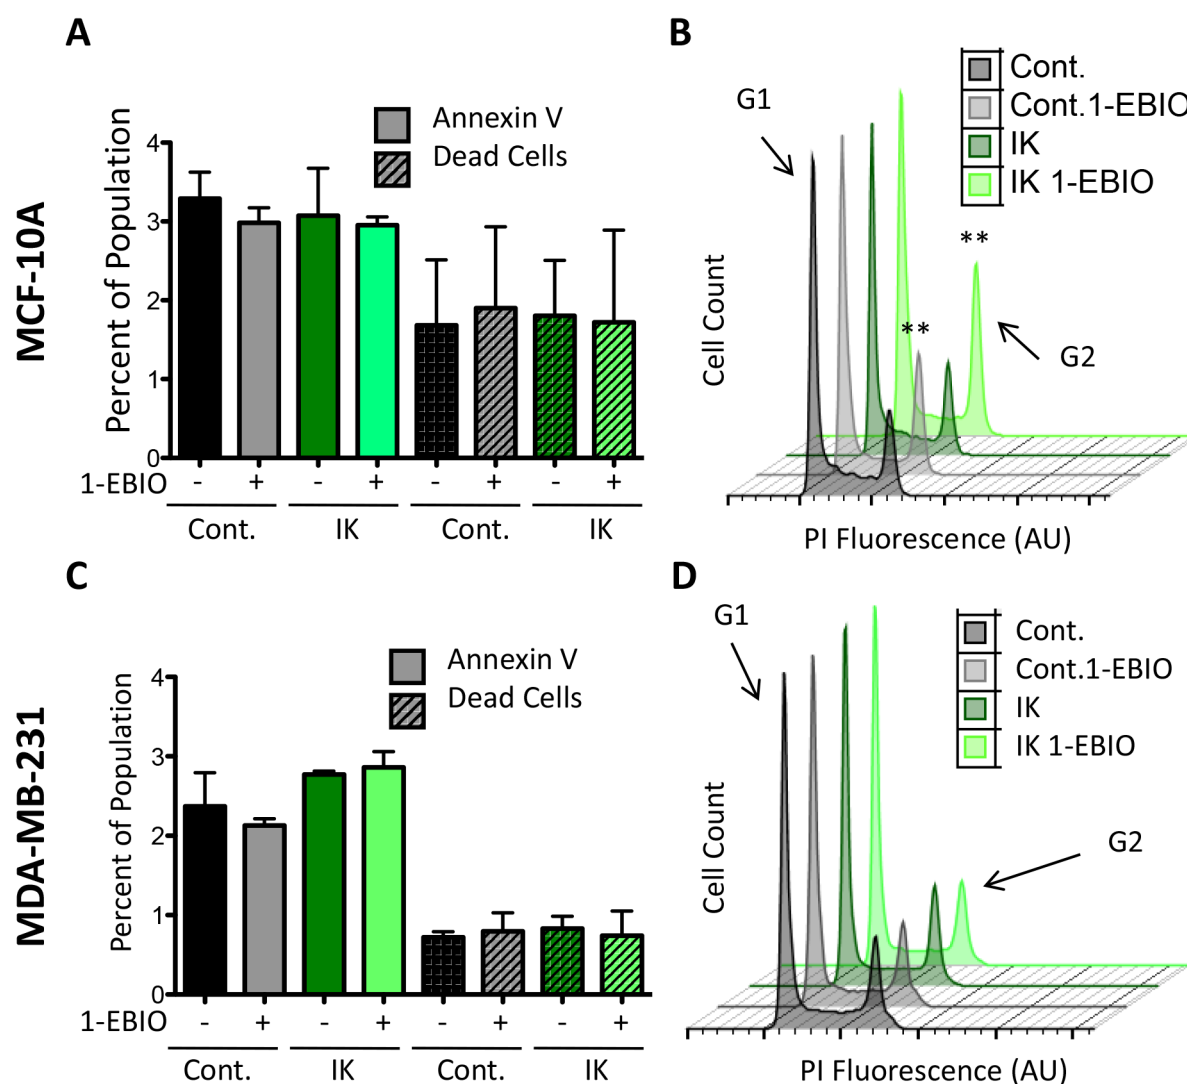 A
MCF-10A
Percent of Population
4
3
2
1
0
Annexin V
Dead Cells
1-EBIO - + - + - + - +
Cont. IK Cont. IK
B
G1
Cont.
Cont.1-EBIO
IK
IK 1-EBIO
**
**
G2
Cell Count
PI Fluorescence (AU)
C
MDA-MB-231
Percent of Population
4
3
2
1
0
Annexin V
Dead Cells
1-EBIO - + - + - + - +
Cont. IK Cont. IK
D
G1
Cont.
Cont.1-EBIO
IK
IK 1-EBIO
G2
Cell Count
PI Fluorescence (AU)